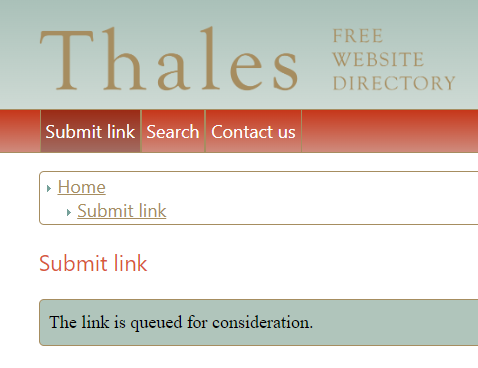 Thales
FREE
WEBSITE
DIRECTORY
Submit link
Search
Contact us
Home
Submit link
Submit link
The link is queued for consideration.